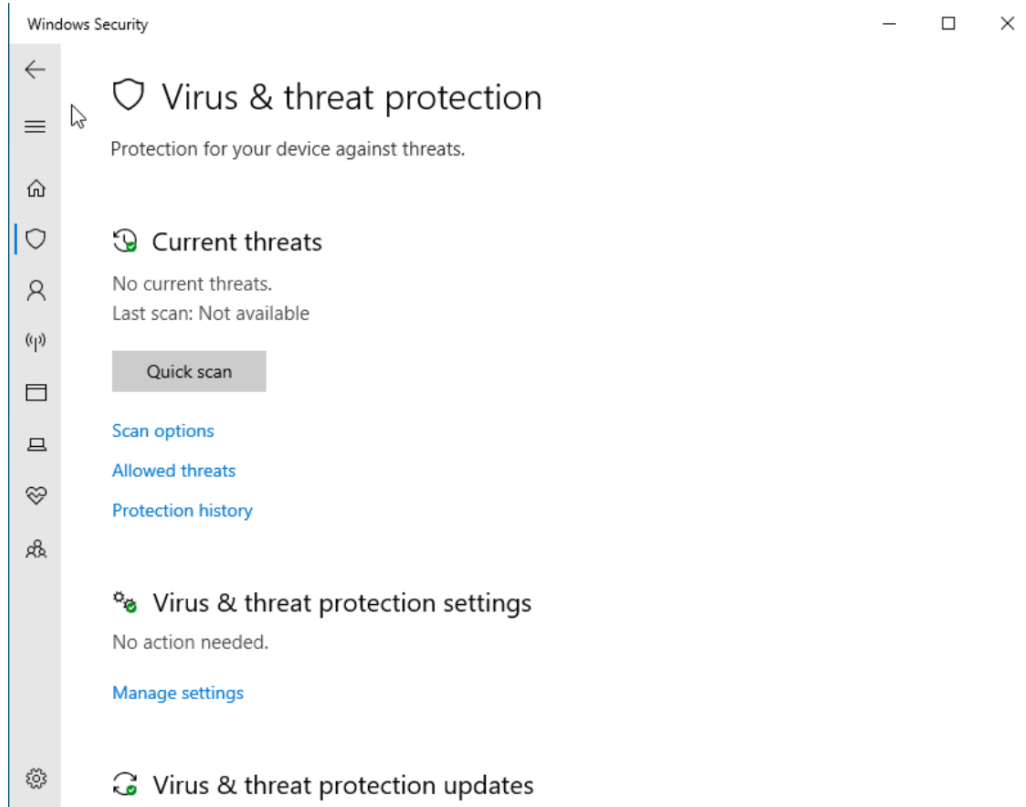 Windows Security
Virus & threat protection
Protection for your device against threats.
Current threats
No current threats.
Last scan: Not available
Quick scan
Scan options
Allowed threats
Protection history
Virus & threat protection settings
No action needed.
Manage settings
Virus & threat protection updates